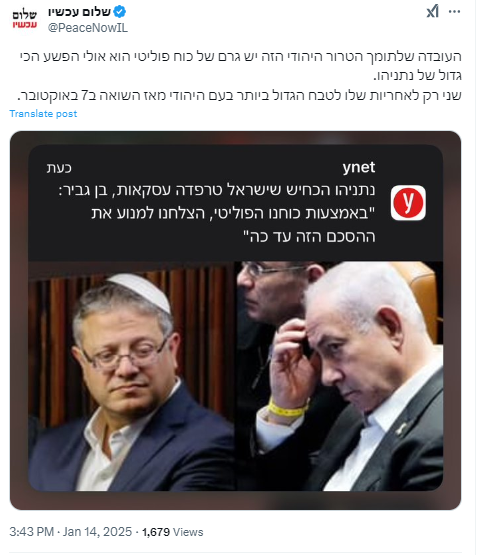 שלום עכשיו
@PeaceNowIL
שלום
עכשיו
העובדה שלתומך הטרור היהודי הזה יש גרם של כוח פוליטי הוא אולי הפשע הכי
גדול של נתניהו.
שני רק לאחריות שלו לטבח הגדול ביותר בעם היהודי מאז השואה ב7 באוקטובר.
Translate post
ynet
כעת
נתניהו הכחיש שישראל טרפדה עסקאות, בן גביר:
"באמצעות כוחנו הפוליטי, הצלחנו למנוע את
ההסכם הזה עד כה"
3:43 PM · Jan 14, 2025 · 1,679 Views